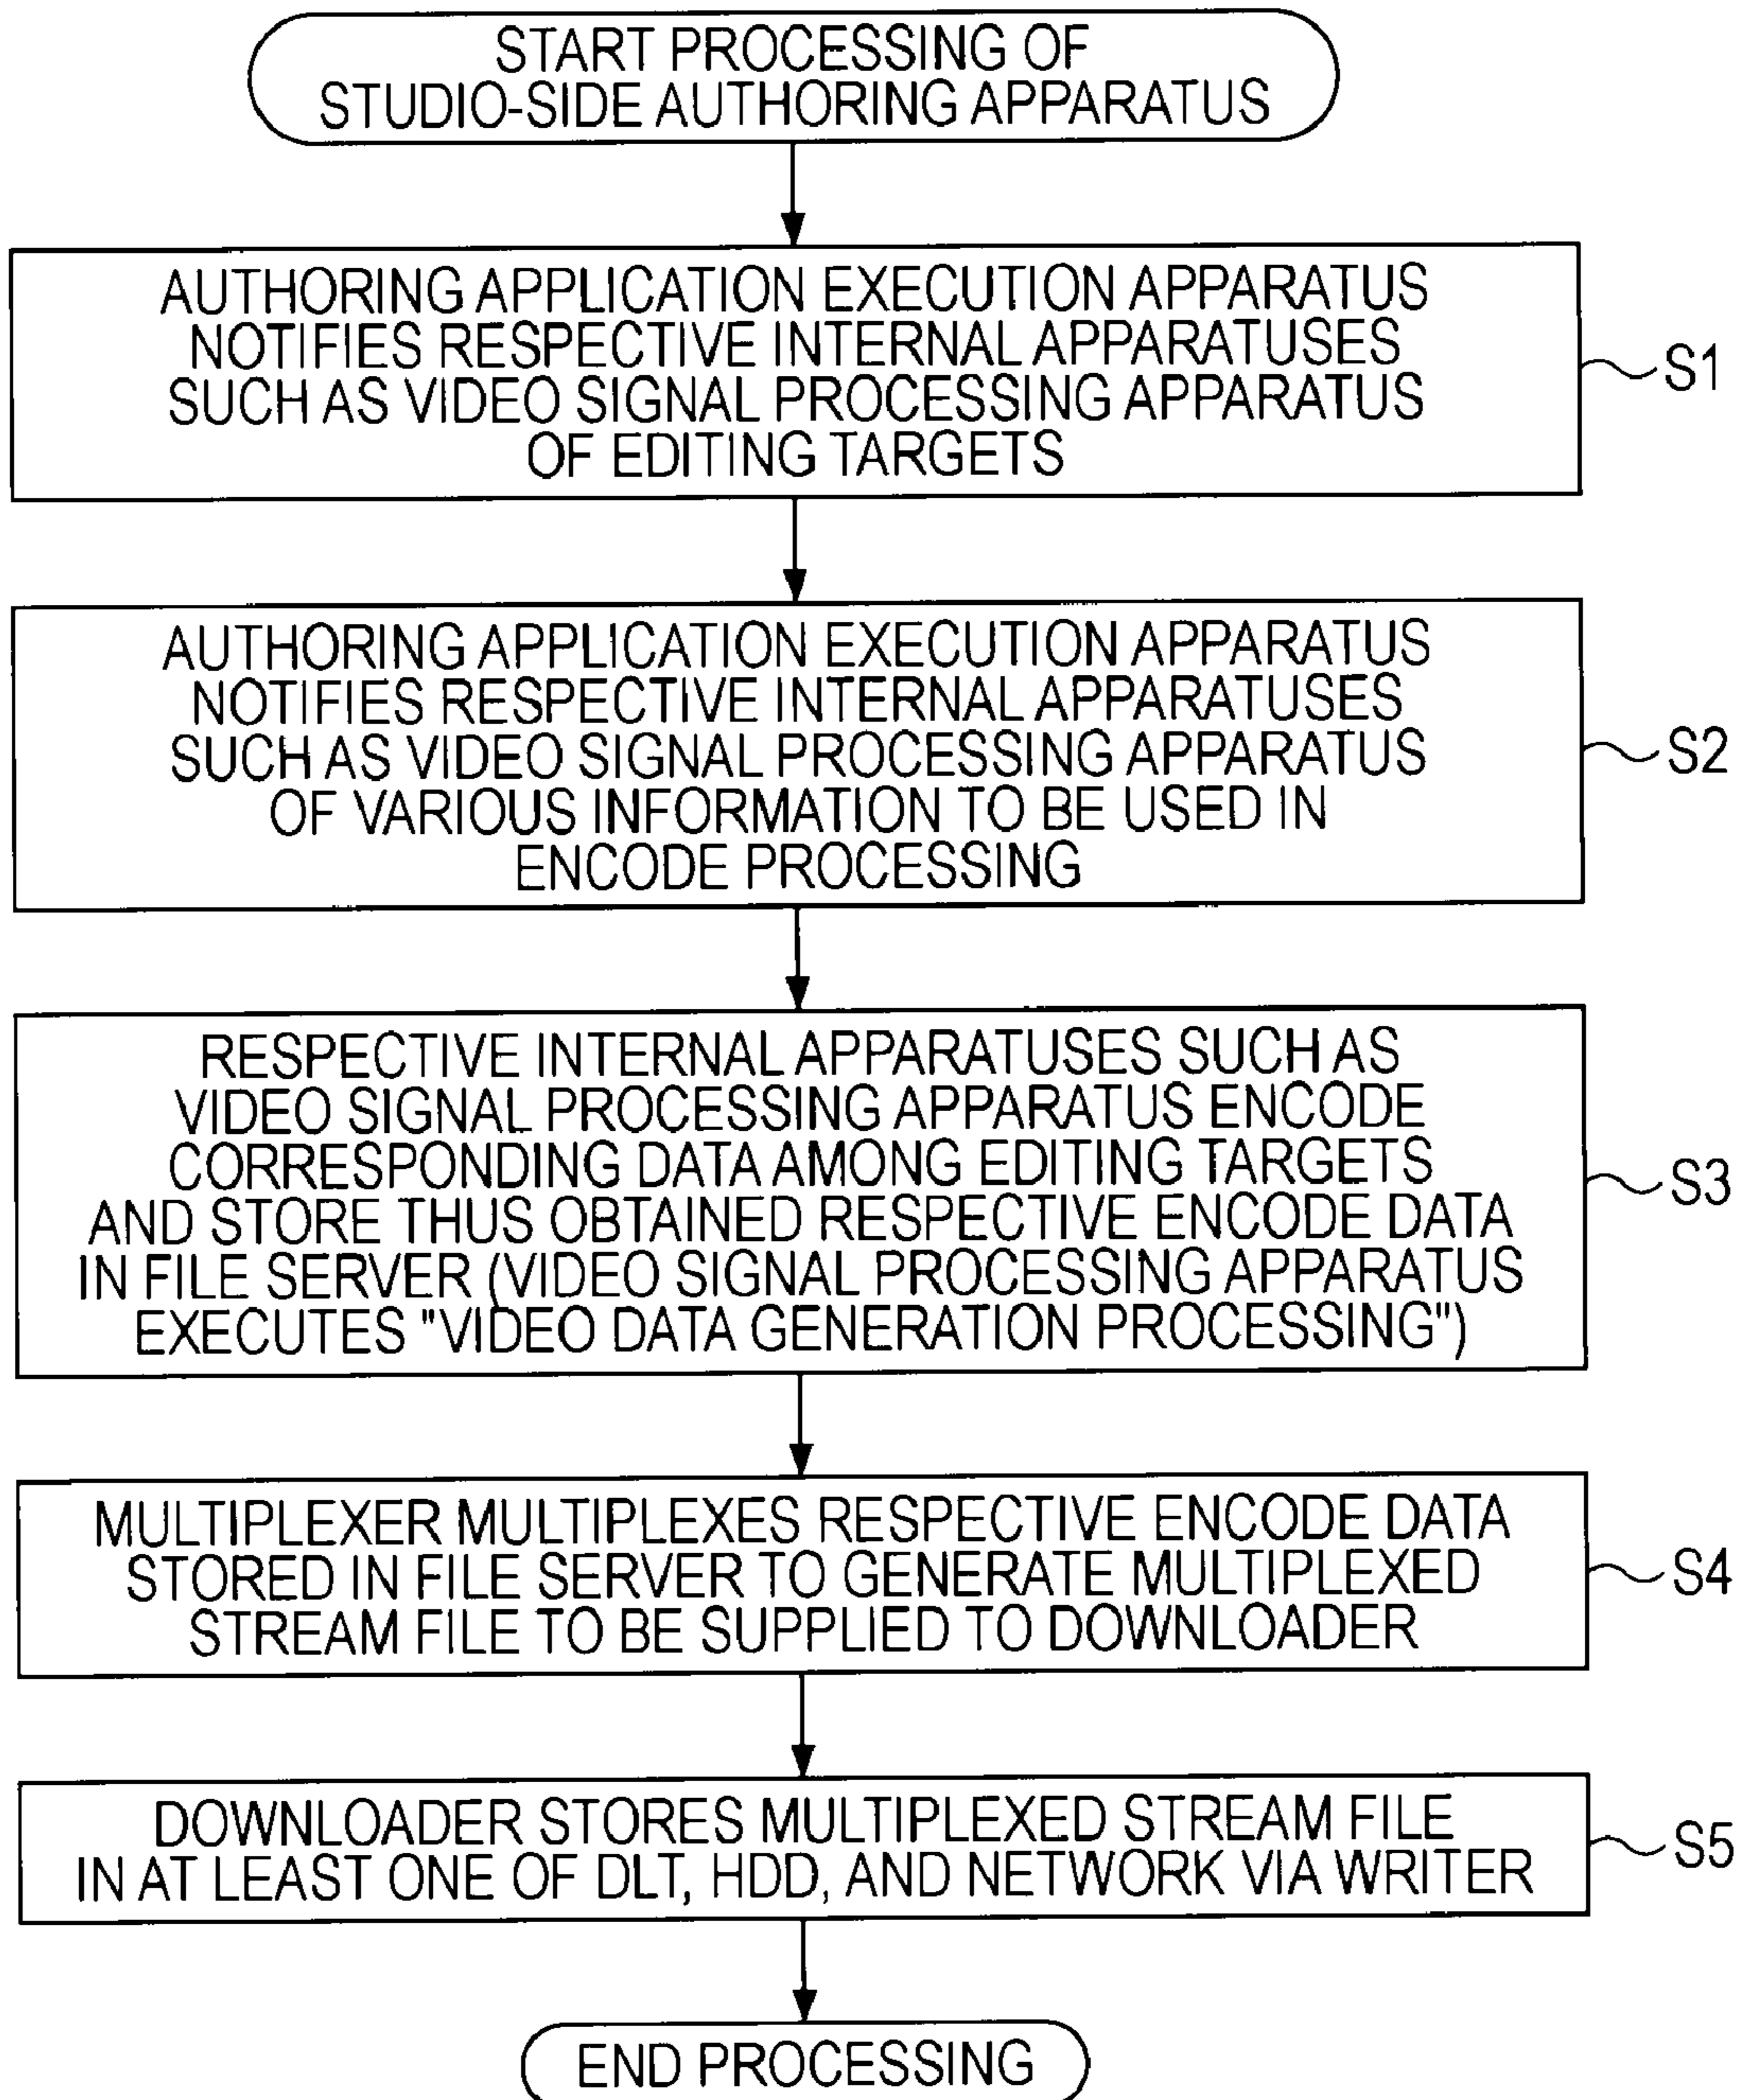 START PROCESSING OF
STUDIO-SIDE AUTHORING APPARATUS
AUTHORING APPLICATION EXECUTION APPARATUS
NOTIFIES RESPECTIVE INTERNAL APPARATUSES
SUCH AS VIDEO SIGNAL PROCESSING APPARATUS
OF EDITING TARGETS
S1
AUTHORING APPLICATION EXECUTION APPARATUS
NOTIFIES RESPECTIVE INTERNAL APPARATUSES
SUCH AS VIDEO SIGNAL PROCESSING APPARATUS
OF VARIOUS INFORMATION TO BE USED IN
ENCODE PROCESSING
S2
RESPECTIVE INTERNAL APPARATUSES SUCH AS
VIDEO SIGNAL PROCESSING APPARATUS ENCODE
CORRESPONDING DATA AMONG EDITING TARGETS
AND STORE THUS OBTAINED RESPECTIVE ENCODE DATA
IN FILE SERVER (VIDEO SIGNAL PROCESSING APPARATUS
EXECUTES "VIDEO DATA GENERATION PROCESSING")
S3
MULTIPLEXER MULTIPLEXES RESPECTIVE ENCODE DATA
STORED IN FILE SERVER TO GENERATE MULTIPLEXED
STREAM FILE TO BE SUPPLIED TO DOWNLOADER
S4
DOWNLOADER STORES MULTIPLEXED STREAM FILE
IN AT LEAST ONE OF DLT, HDD, AND NETWORK VIA WRITER
S5
END PROCESSING